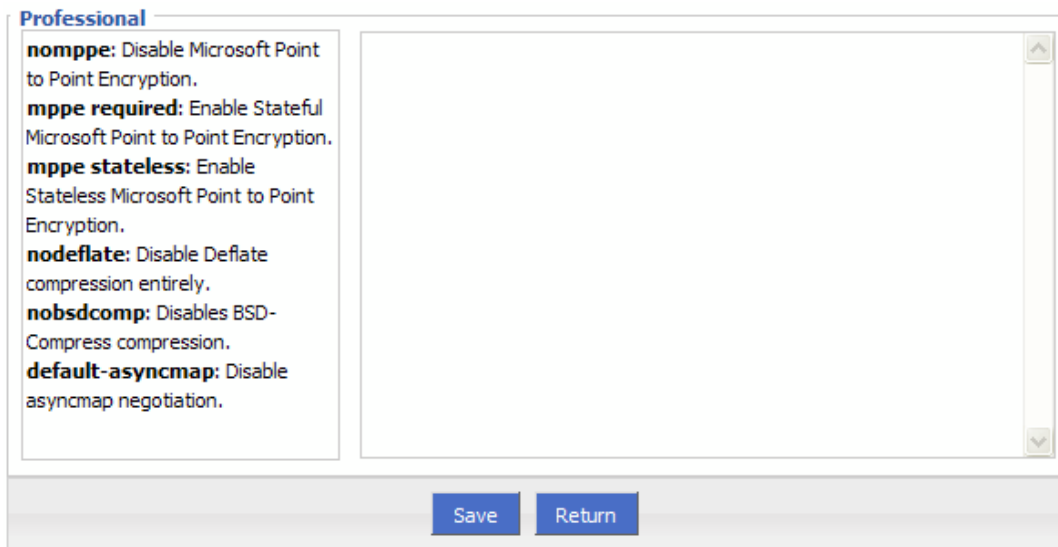 Professional
nomppe: Disable Microsoft Point
to Point Encryption.
mppe required: Enable Stateful
Microsoft Point to Point Encryption.
mppe stateless: Enable
Stateless Microsoft Point to Point
Encryption.
nodeflate: Disable Deflate
compression entirely.
nobsdcomp: Disables BSD-
Compress compression.
default-asyncmap: Disable
asyncmap negotiation.
Save
Return